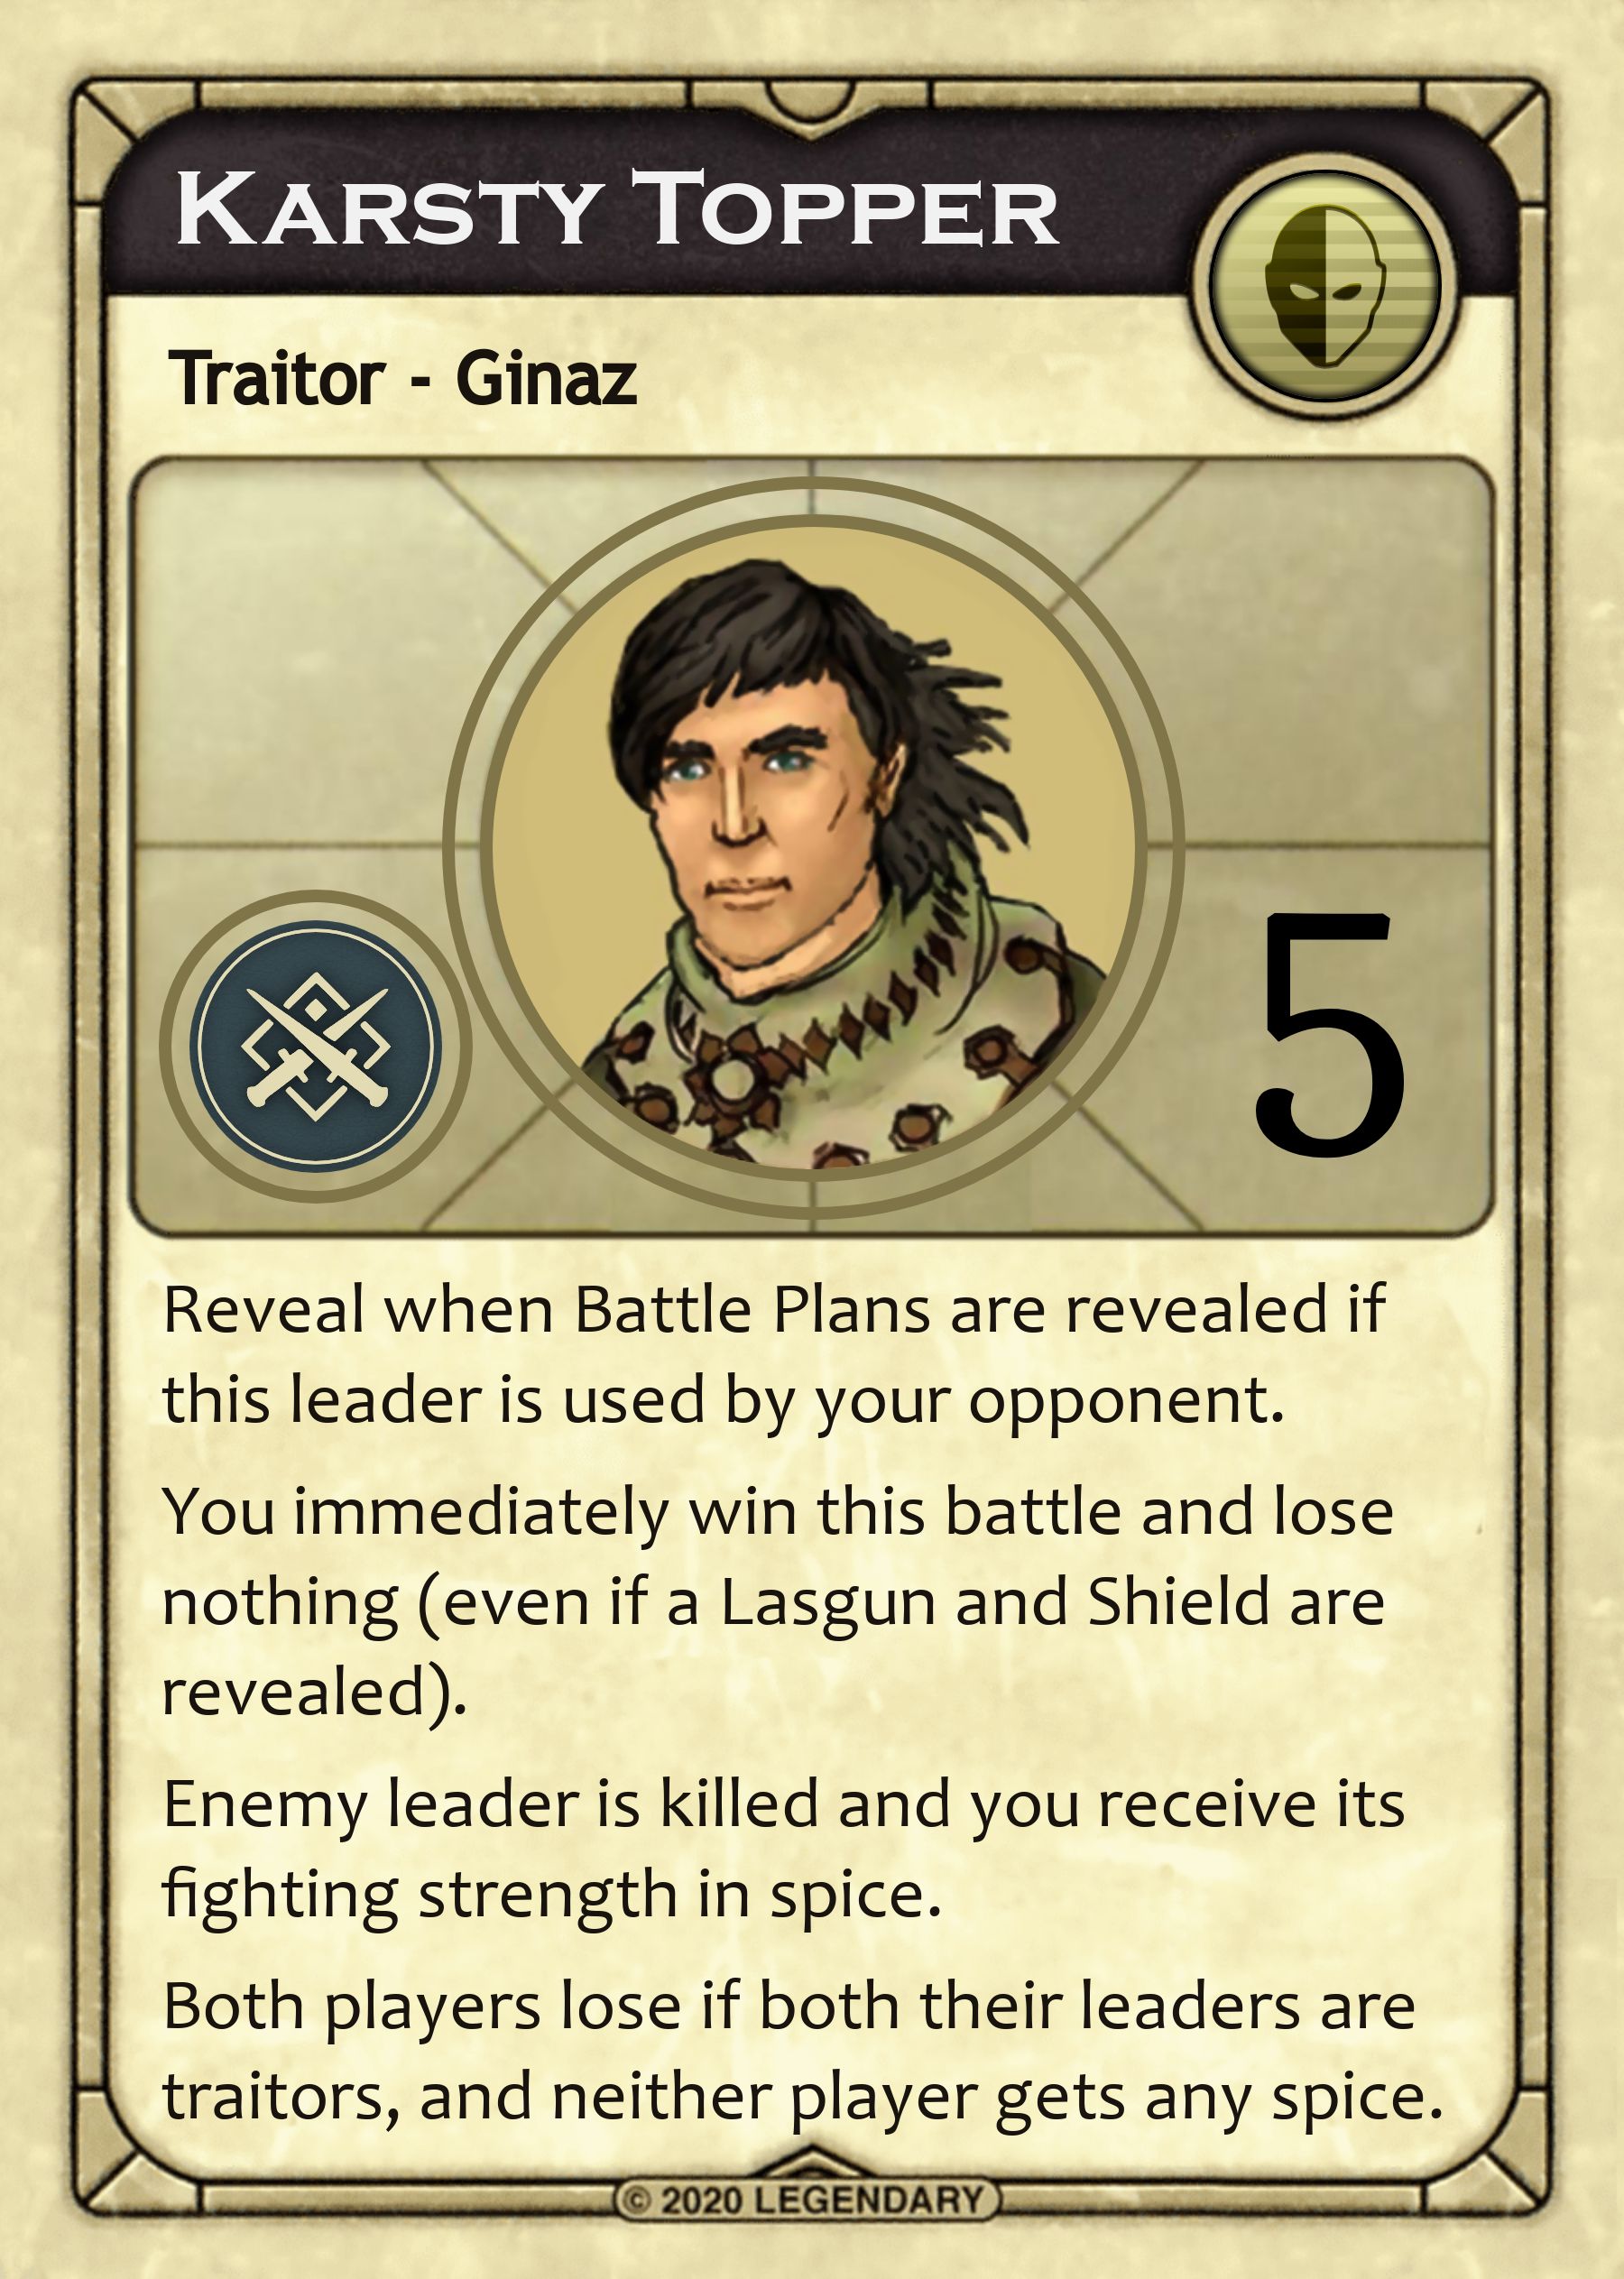 Karsty Topper
Traitor - Ginaz
5
Reveal when Battle Plans are revealed if
this leader is used by your opponent.
You immediately win this battle and lose
nothing (even if a Lasgun and Shield are
revealed).
Enemy leader is killed and you receive its
fighting strength in spice.
Both players lose if both their leaders are
traitors, and neither player gets any spice.
© 2020 LEGENDARY